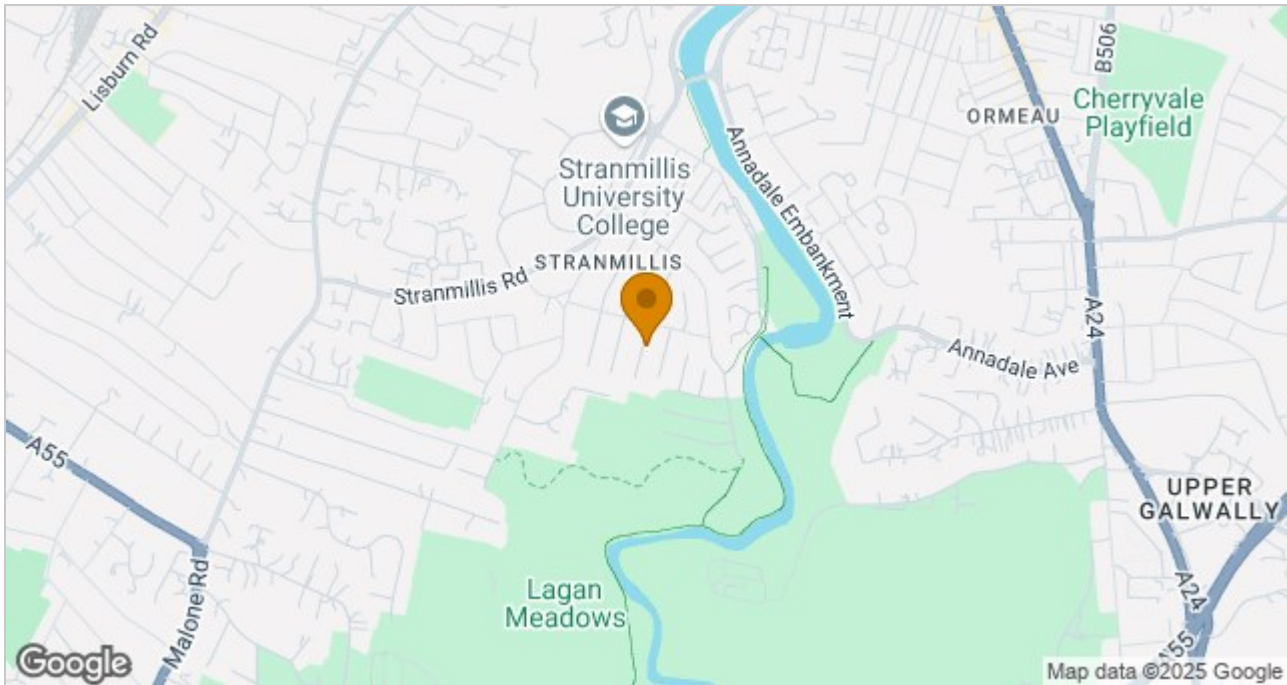 Lisburn Rd
B506
ORMEAU
Cherryvale
Playfield
Stranmillis
University
College
Annadale Embankment
STRANMILLIS
Stranmillis Rd
A24
Annadale Ave
A55
UPPER
GALWALLY
Malone Rd
Lagan
Meadows
A24
A55
Google
Map data ©2025 Google